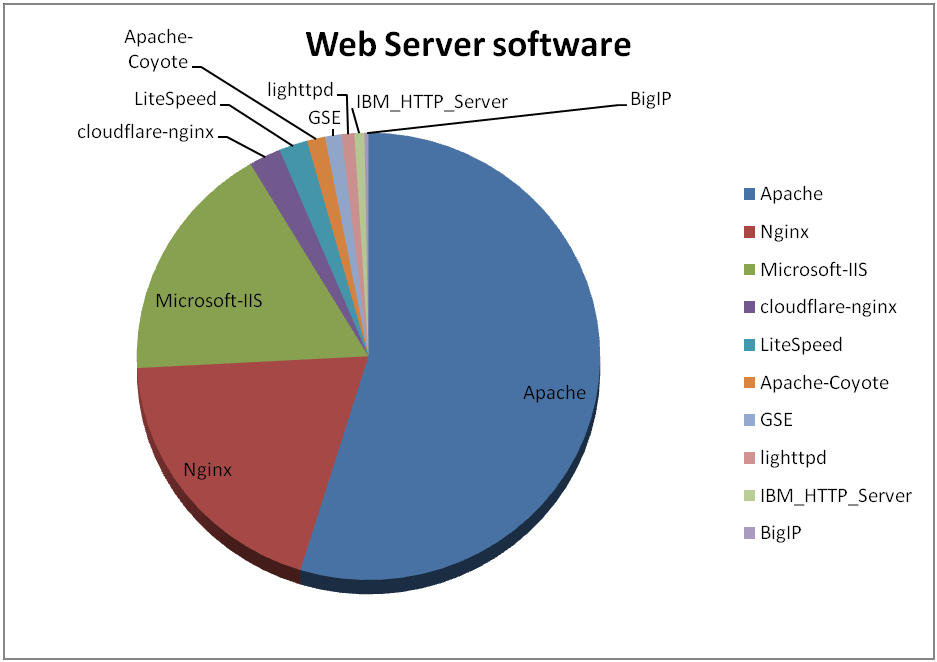 Web Server software
Apache-
Coyote
LiteSpeed
cloudflare-nginx
lighttpd
GSE
IBM_HTTP_Server
BigIP
Microsoft-IIS
Nginx
Apache
Apache
Nginx
Microsoft-IIS
cloudflare-nginx
LiteSpeed
Apache-Coyote
GSE
lighttpd
IBM_HTTP_Server
BigIP